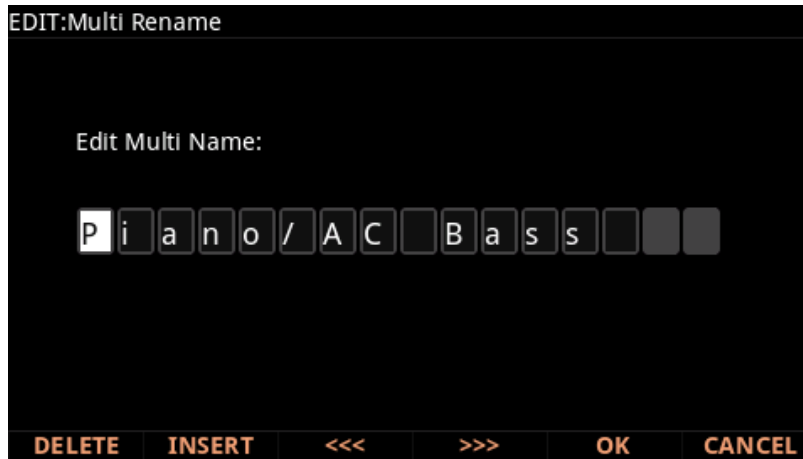 EDIT:Multi Rename
Edit Multi Name:
Piano/AC Bass
DELETE INSERT <<< >>> OK CANCEL